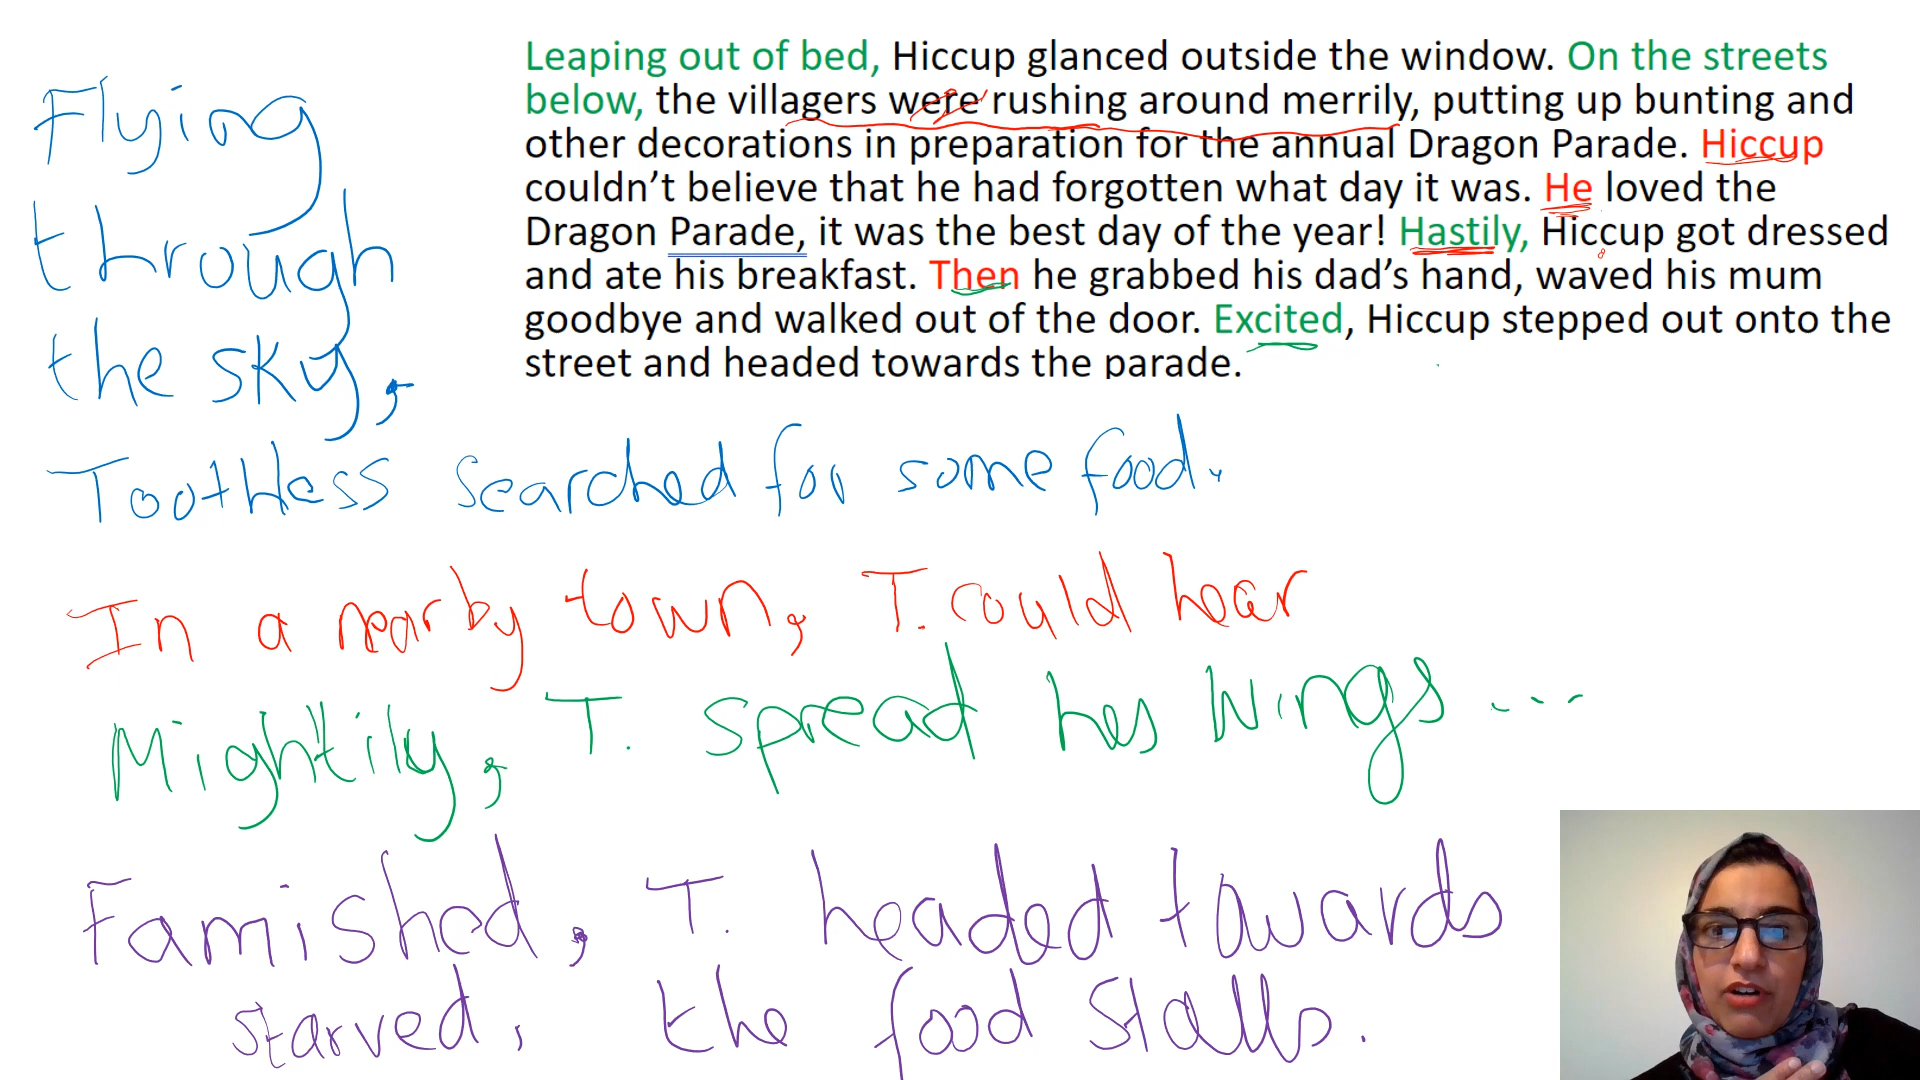 Leaping out of bed, Hiccup glanced outside the window. On the streets
below, the villagers were rushing around merrily, putting up bunting and
other decorations in preparation for the annual Dragon Parade. Hiccup
couldn’t believe that he had forgotten what day it was. He loved the
Dragon Parade, it was the best day of the year! Hastily, Hiccup got dressed
and ate his breakfast. Then he grabbed his dad’s hand, waved his mum
goodbye and walked out of the door. Excited, Hiccup stepped out onto the
street and headed towards the parade.
Flying
through
the sky,
Toothless searched for some food.
In a nearby town, T. could hear
Mightily, T. spread his wings ...
Famished, T. headed towards
starved, the food stalls.